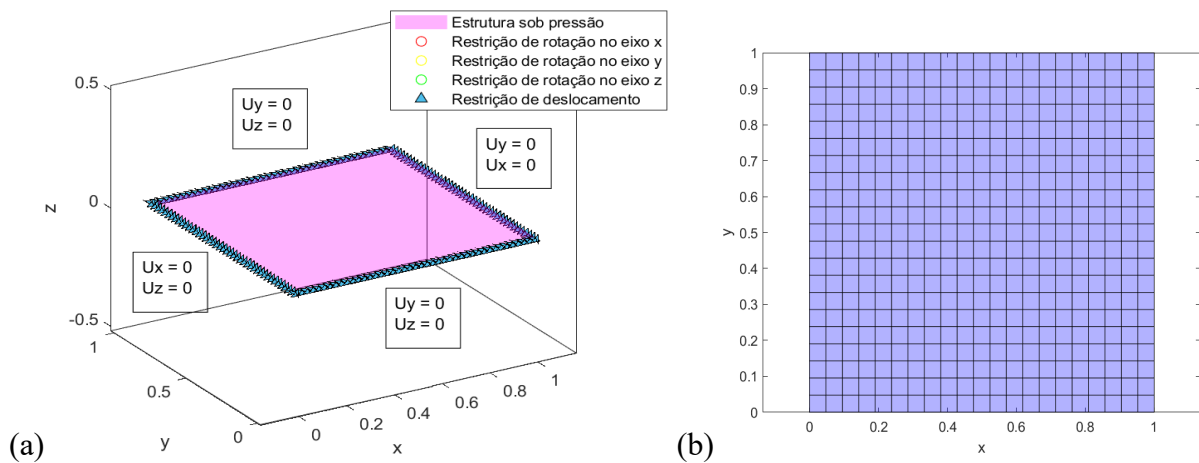 Estrutura sob pressão
Restrição de rotação no eixo x
Restrição de rotação no eixo y
Restrição de rotação no eixo z
Restrição de deslocamento
0.5
0
-0.5
z
Uy = 0
Uz = 0
Uy = 0
Ux = 0
Ux = 0
Uz = 0
Uy = 0
Uz = 0
1
0.5
0
y
0
0.2
0.4
0.6
0.8
1
x
(a)
1
0.9
0.8
0.7
0.6
0.5
0.4
0.3
0.2
0.1
0
y
0
0.2
0.4
0.6
0.8
1
x
(b)